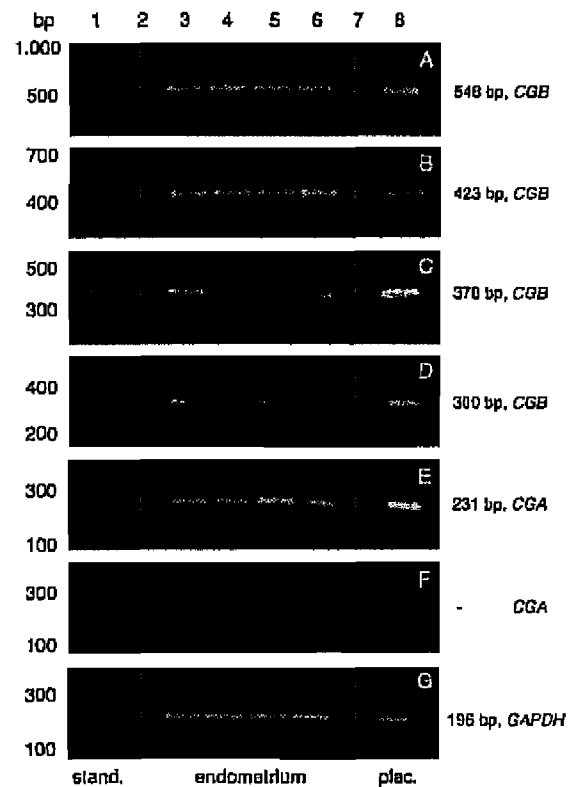 bp 1 2 3 4 5 6 7 8
1.000
A
500
548 bp, CGB
700
B
400
423 bp, CGB
500
C
300
370 bp, CGB
400
D
200
300 bp, CGB
300
E
100
231 bp, CGA
300
F
100
- CGA
300
G
100
196 bp, GAPDH
stand. endometrium plac.